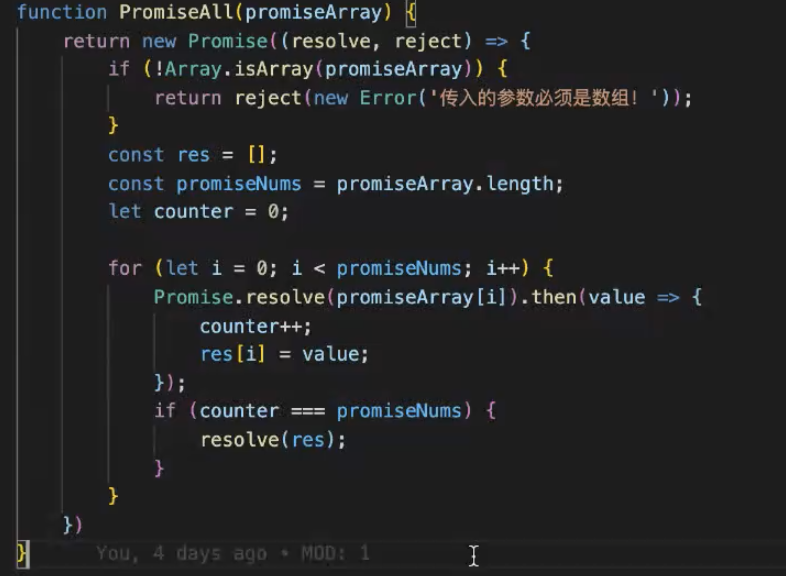 function PromiseAll(promiseArray) {
    return new Promise((resolve, reject) => {
        if (!Array.isArray(promiseArray)) {
            return reject(new Error('传入的参数必须是数组！'));
        }
        const res = [];
        const promiseNums = promiseArray.length;
        let counter = 0;

        for (let i = 0; i < promiseNums; i++) {
            Promise.resolve(promiseArray[i]).then(value => {
                counter++;
                res[i] = value;
            });
            if (counter === promiseNums) {
                resolve(res);
            }
        }
    })
}    You, 4 days ago • MOD: 1